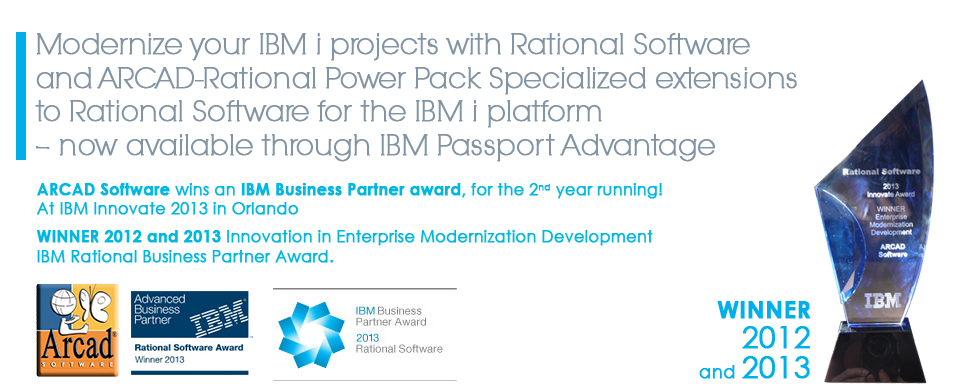 Modernize your IBM i projects with Rational Software
and ARCAD-Rational Power Pack Specialized extensions
to Rational Software for the IBM i platform
– now available through IBM Passport Advantage
ARCAD Software wins an IBM Business Partner award, for the 2nd year running!
At IBM Innovate 2013 in Orlando
WINNER 2012 and 2013 Innovation in Enterprise Modernization Development
IBM Rational Business Partner Award.
Arcad®
SOFTWARE
Advanced
Business
Partner
IBM
Rational Software Award
Winner 2013
IBM Business
Partner Award
2013
Rational Software
WINNER
2012
and 2013
Rational Software
2013
Innovate Award
WINNER
Enterprise
Modernization
Development
ARCAD
Software
IBM